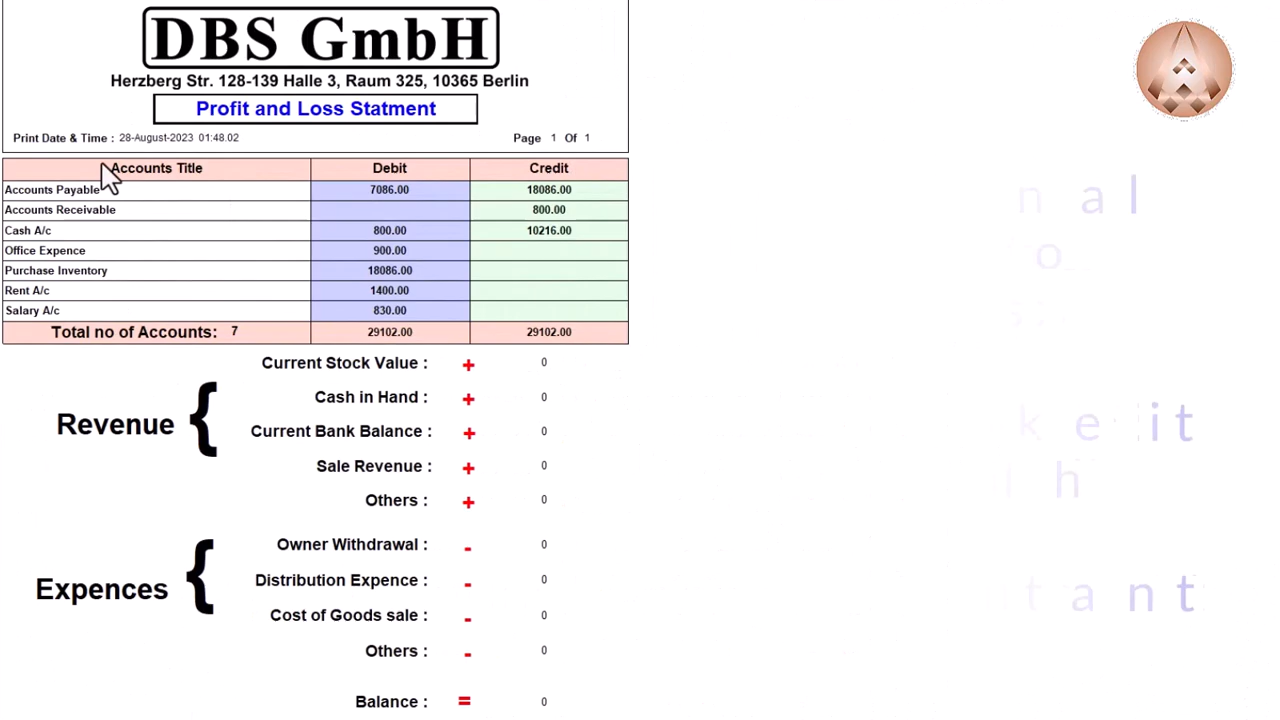 DBS GmbH
Herzberg Str. 128-139 Halle 3, Raum 325, 10365 Berlin
Profit and Loss Statment
Print Date & Time : 28-August-2023 01:48.02 Page 1 Of 1
Accounts Title Debit Credit
Accounts Payable 7086.00 18086.00
Accounts Receivable 800.00
Cash A/c 800.00 10216.00
Office Expence 900.00
Purchase Inventory 18086.00
Rent A/c 1400.00
Salary A/c 830.00
Total no of Accounts: 7 29102.00 29102.00
Current Stock Value : + 0
Cash in Hand : + 0
Revenue {
Current Bank Balance : + 0
Sale Revenue : + 0
Others : + 0
Owner Withdrawal : - 0
Distribution Expence : - 0
Expences {
Cost of Goods sale : - 0
Others : - 0
Balance : = 0